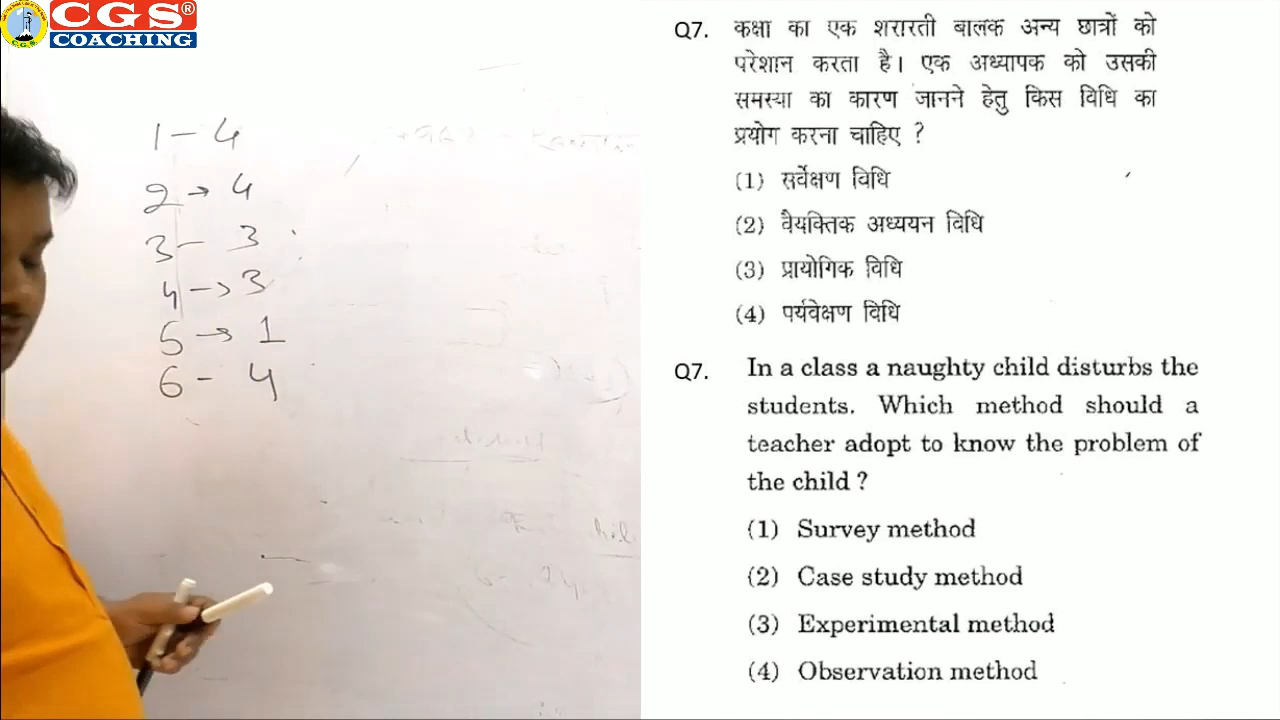 CGS®
COACHING
C.G.S.
1 - 4
2 → 4
3 - 3
4 → 3
5 → 1
6 - 4
Q7. कक्षा का एक शरारती बालक अन्य छात्रों को
परेशान करता है। एक अध्यापक को उसकी
समस्या का कारण जानने हेतु किस विधि का
प्रयोग करना चाहिए ?
(1) सर्वेक्षण विधि
(2) वैयक्तिक अध्ययन विधि
(3) प्रायोगिक विधि
(4) पर्यवेक्षण विधि
Q7. In a class a naughty child disturbs the
students. Which method should a
teacher adopt to know the problem of
the child ?
(1) Survey method
(2) Case study method
(3) Experimental method
(4) Observation method